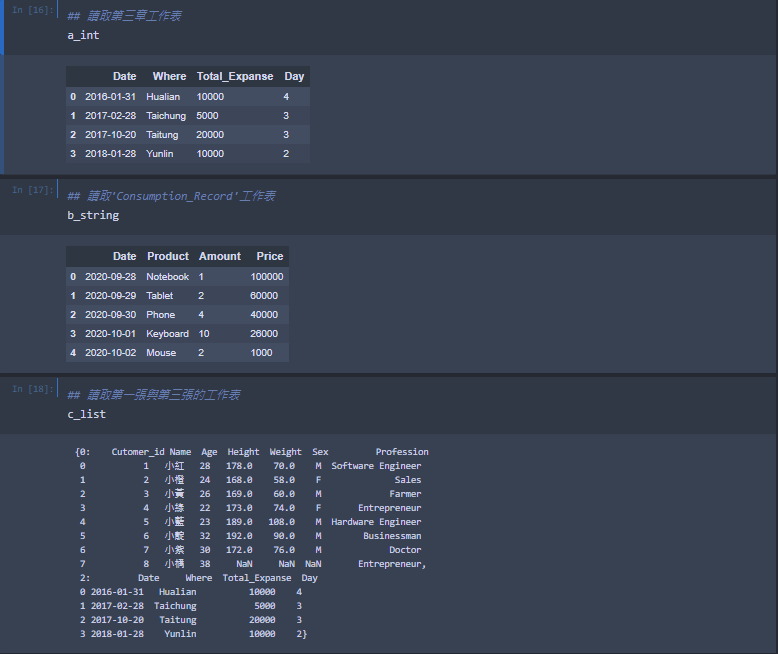 In [16]:
## 讀取第三章工作表
a_int
Date Where Total_Expanse Day
0 2016-01-31 Hualian 10000 4
1 2017-02-28 Taichung 5000 3
2 2017-10-20 Taitung 20000 3
3 2018-01-28 Yunlin 10000 2
In [17]:
## 讀取'Consumption_Record'工作表
b_string
Date Product Amount Price
0 2020-09-28 Notebook 1 100000
1 2020-09-29 Tablet 2 60000
2 2020-09-30 Phone 4 40000
3 2020-10-01 Keyboard 10 26000
4 2020-10-02 Mouse 2 1000
In [18]:
## 讀取第一張與第三張的工作表
c_list
{0: Cutomer_id Name Age Height Weight Sex Profession
0 1 小紅 28 178.0 70.0 M Software Engineer
1 2 小橙 24 168.0 58.0 F Sales
2 3 小黃 26 169.0 60.0 M Farmer
3 4 小綠 22 173.0 74.0 F Entrepreneur
4 5 小藍 23 189.0 108.0 M Hardware Engineer
5 6 小靛 32 192.0 90.0 M Businessman
6 7 小紫 30 172.0 76.0 M Doctor
7 8 38 NaN NaN NaN Entrepreneur,
2: Date Where Total_Expanse Day
0 2016-01-31 Hualian 10000 4
1 2017-02-28 Taichung 5000 3
2 2017-10-20 Taitung 20000 3
3 2018-01-28 Yunlin 10000 2}